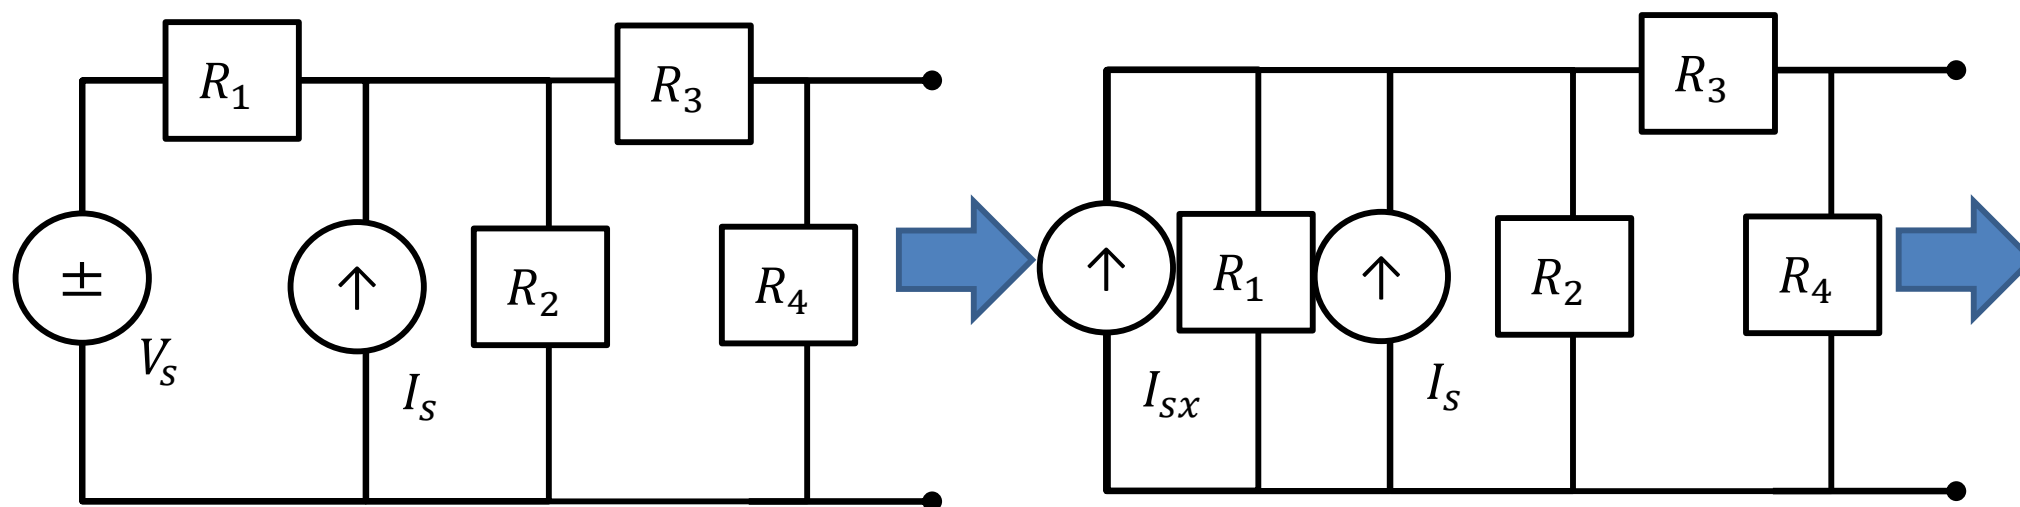 R₁
R₃
R₂
R₄
±
Vₛ
Iₛ
R₃
R₁
R₂
R₄
Iₛₓ
Iₛ